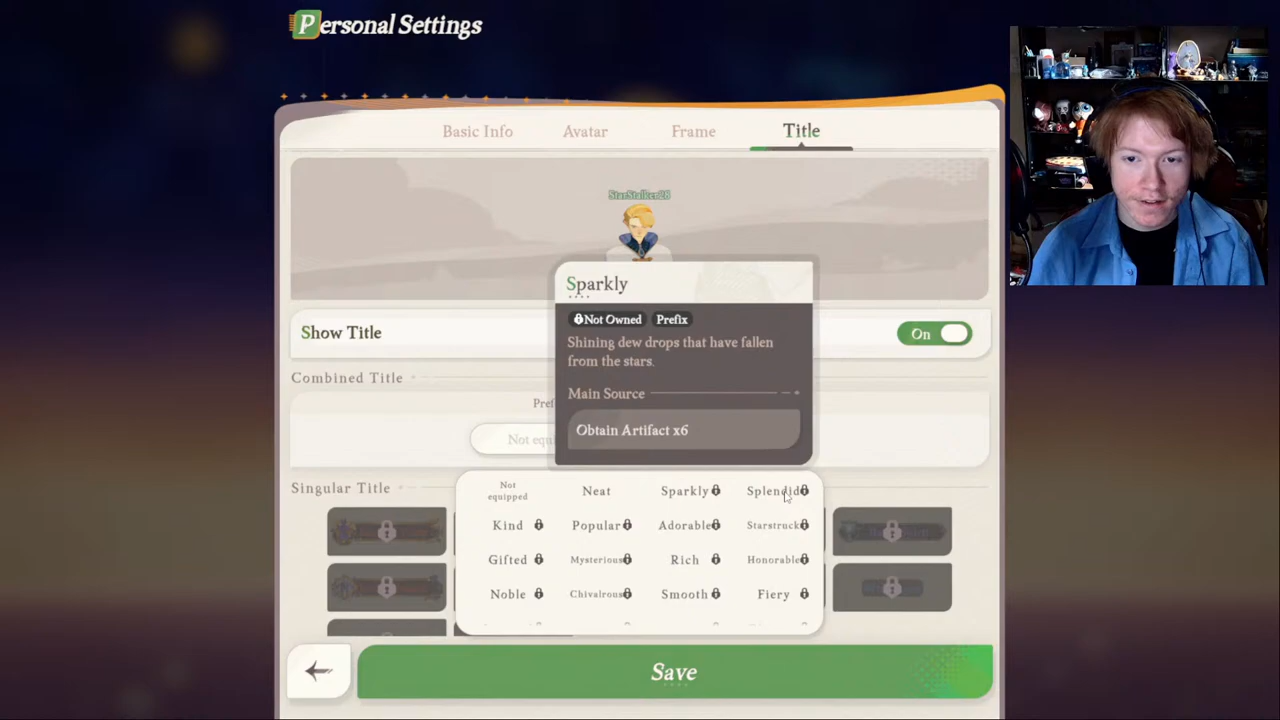 Personal Settings
Basic Info
Avatar
Frame
Title
StarStalker28
Sparkly
Not Owned
Prefix
Shining dew drops that have fallen
from the stars.
Main Source
Obtain Artifact x6
Show Title
On
Combined Title
Not
Singular Title
Not
equipped
Neat
Sparkly
Splendid
Kind
Popular
Adorable
Starstruck
Gifted
Mysterious
Rich
Honorable
Noble
Chivalrous
Smooth
Fiery
Save